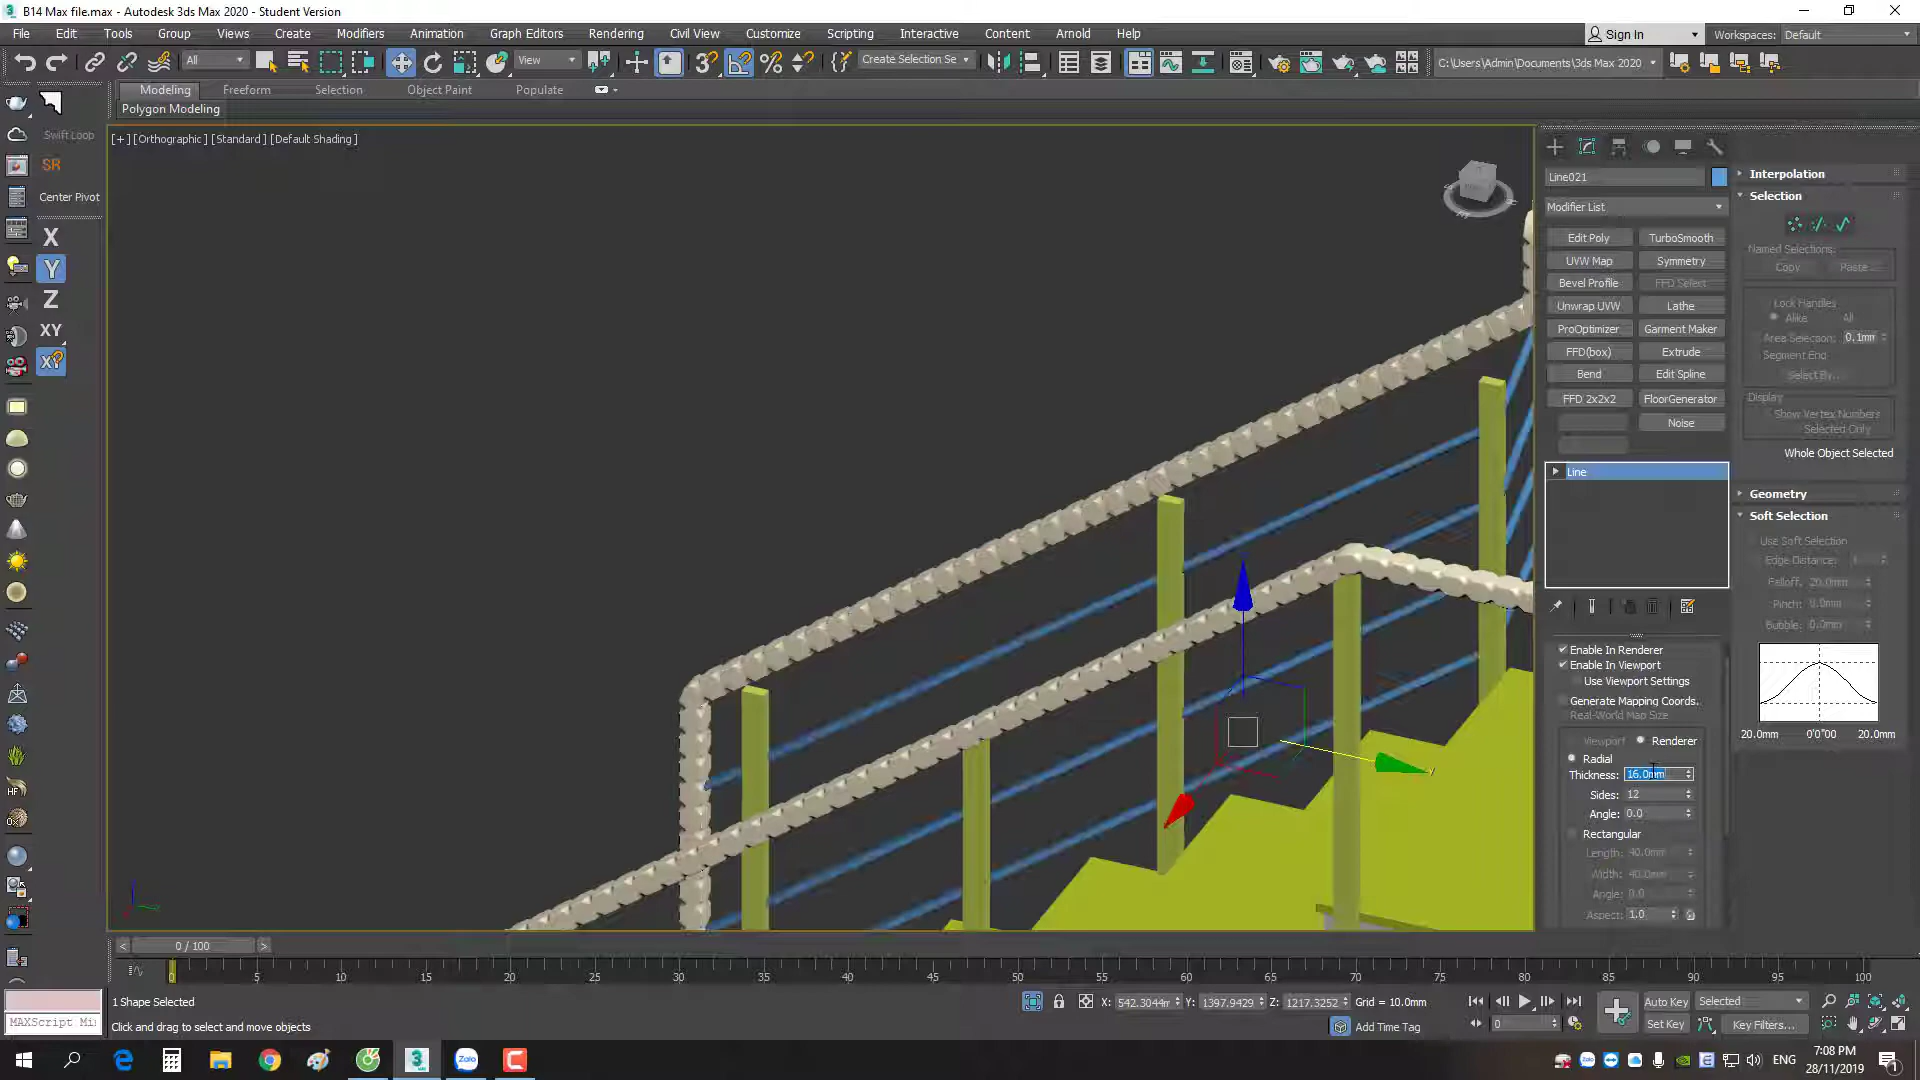 B14 Max file.max - Autodesk 3ds Max 2020 - Student Version
File Edit Tools Group Views Create Modifiers Animation Graph Editors Rendering Civil View Customize Scripting Interactive Content Arnold Help
Sign In Workspaces: Default
All View Create Selection Se C:\Users\Admin\Documents\3ds Max 2020
Modeling Freeform Selection Object Paint Populate
Polygon Modeling
Swift Loop
SR
Center Pivot
X
Y
Z
XY
XY
[+] [Orthographic] [Standard] [Default Shading]
Line021
Modifier List
Edit Poly TurboSmooth
UVW Map Symmetry
Bevel Profile FFD Select
Unwrap UVW Lathe
ProOptimizer Garment Maker
FFD(box) Extrude
Bend Edit Spline
FFD 2x2x2 FloorGenerator
Noise
Line
Enable In Renderer
Enable In Viewport
Use Viewport Settings
Generate Mapping Coords.
Real-World Map Size
Viewport Renderer
Radial
Thickness: 16.0mm
Sides: 12
Angle: 0.0
Rectangular
Length: 40.0mm
Width: 40.0mm
Angle: 0.0
Aspect: 1.0
Interpolation
Selection
Named Selections:
Copy Paste
Lock Handles
Alike All
Area Selection: 0.1mm
Segment End
Select By...
Display
Show Vertex Numbers
Selected Only
Whole Object Selected
Geometry
Soft Selection
Use Soft Selection
Edge Distance: 1
Falloff: 20.0mm
Pinch: 0.0mm
Bubble: 0.0mm
20.0mm 0'0"00 20.0mm
< 0 / 100 >
0 5 10 15 20 25 30 35 40 45 50 55 60 65 70 75 80 85 90 95 100
1 Shape Selected
X: 542.3044m Y: 1397.9429 Z: 1217.3252 Grid = 10.0mm
Auto Key Selected
MAXScript Mi
Click and drag to select and move objects
Add Time Tag
0
Set Key Key Filters...
Zalo
ENG
7:08 PM
28/11/2019